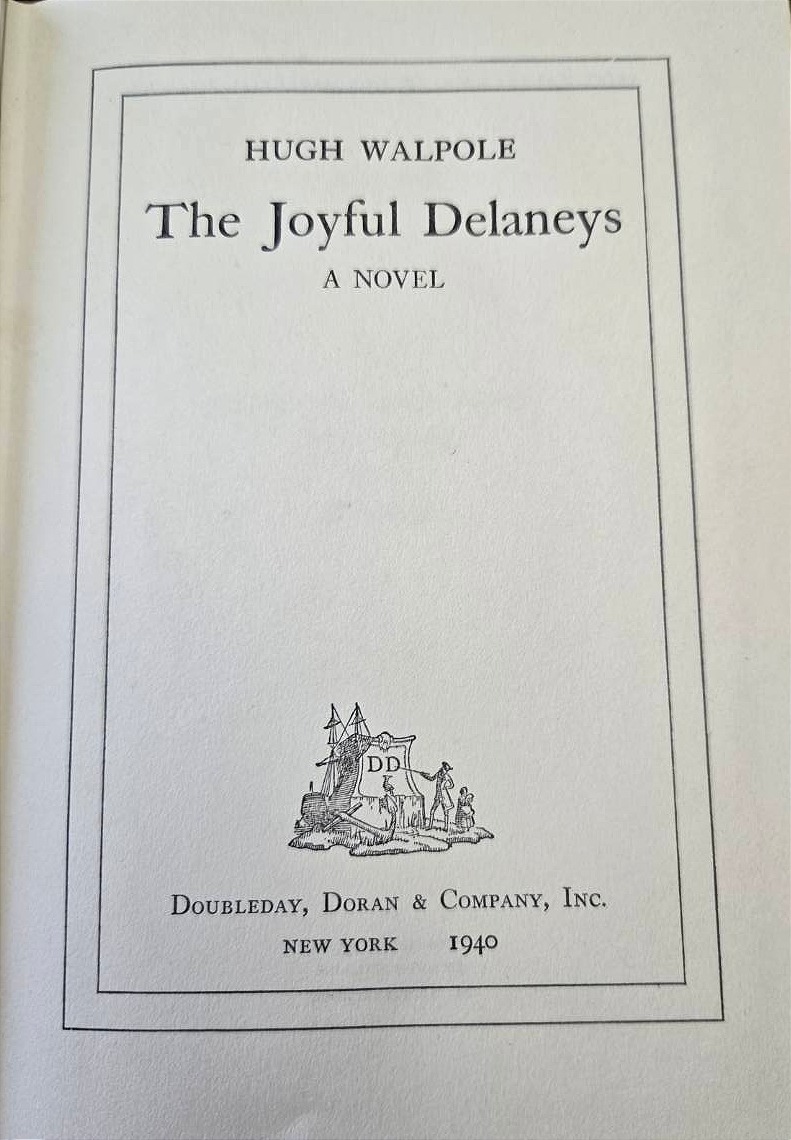 HUGH WALPOLE
The Joyful Delaneys
A NOVEL
DD
DOUBLEDAY, DORAN & COMPANY, INC.
NEW YORK 1940